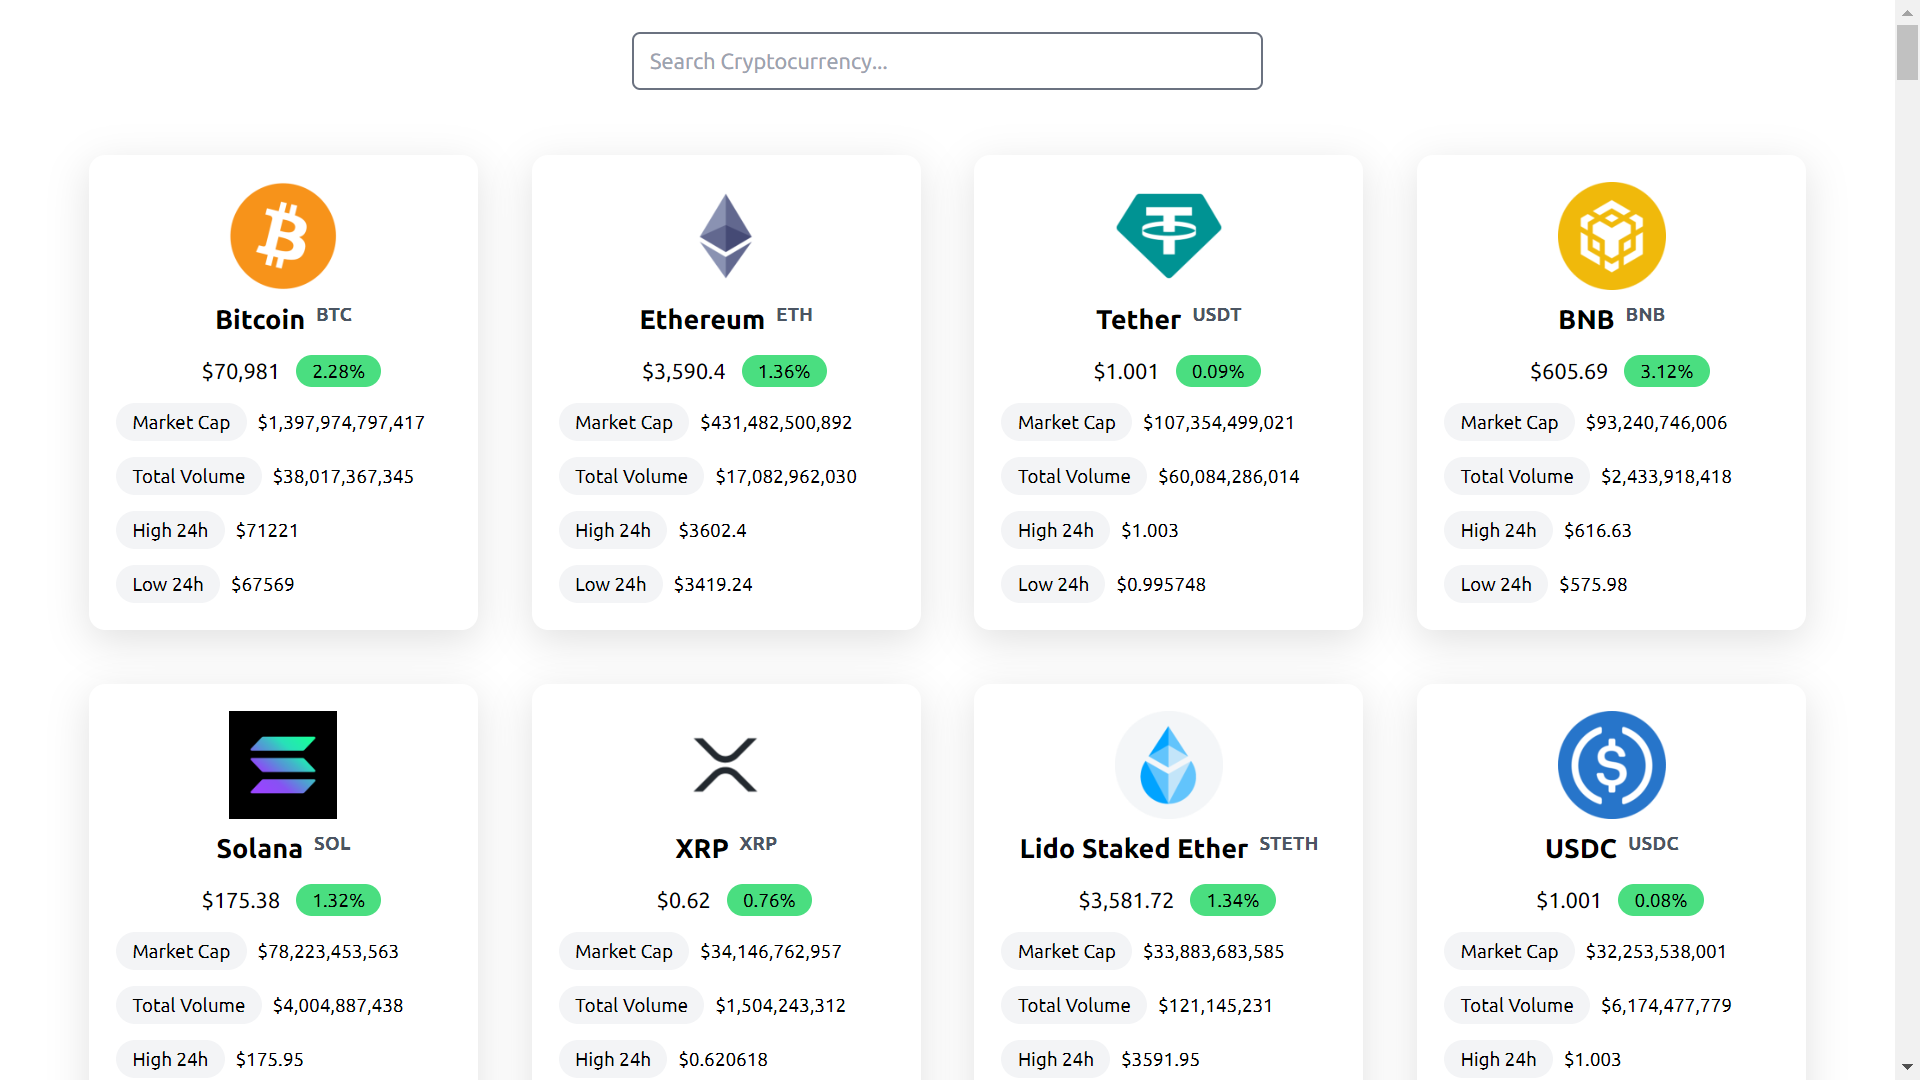 Search Cryptocurrency...
Bitcoin BTC
$70,981 2.28%
Market Cap $1,397,974,797,417
Total Volume $38,017,367,345
High 24h $71221
Low 24h $67569
Ethereum ETH
$3,590.4 1.36%
Market Cap $431,482,500,892
Total Volume $17,082,962,030
High 24h $3602.4
Low 24h $3419.24
Tether USDT
$1.001 0.09%
Market Cap $107,354,499,021
Total Volume $60,084,286,014
High 24h $1.003
Low 24h $0.995748
BNB BNB
$605.69 3.12%
Market Cap $93,240,746,006
Total Volume $2,433,918,418
High 24h $616.63
Low 24h $575.98
Solana SOL
$175.38 1.32%
Market Cap $78,223,453,563
Total Volume $4,004,887,438
High 24h $175.95
XRP XRP
$0.62 0.76%
Market Cap $34,146,762,957
Total Volume $1,504,243,312
High 24h $0.620618
Lido Staked Ether STETH
$3,581.72 1.34%
Market Cap $33,883,683,585
Total Volume $121,145,231
High 24h $3591.95
USDC USDC
$1.001 0.08%
Market Cap $32,253,538,001
Total Volume $6,174,477,779
High 24h $1.003